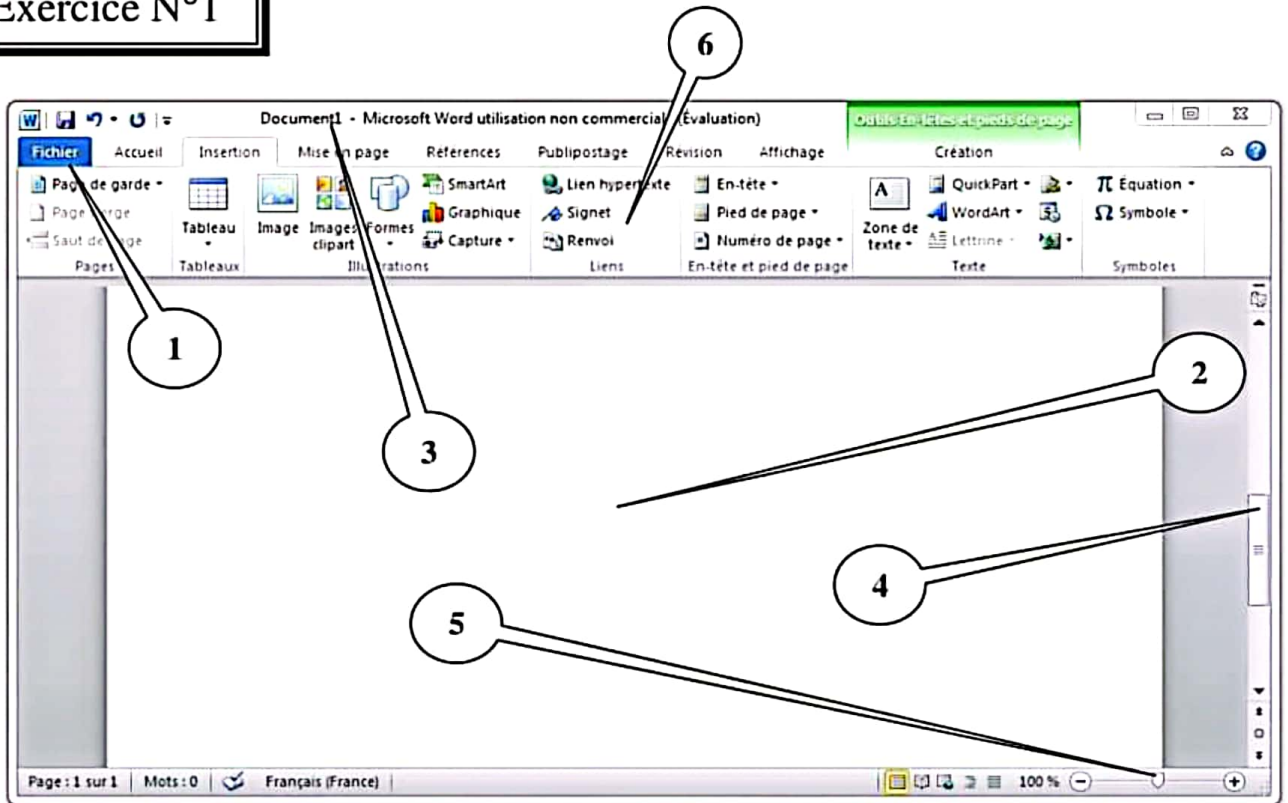 Exercice N°1
6
W
Document1 - Microsoft Word utilisation non commerciale (Évaluation)
Outils En-têtes et pieds de page
Fichier Accueil Insertion Mise en page Références Publipostage Révision Affichage Création
Page de garde
Page vierge
Saut de page
Pages
Tableau
Tableaux
Image
Images clipart
Formes
SmartArt
Graphique
Capture
Illustrations
Lien hypertexte
Signet
Renvoi
Liens
En-tête
Pied de page
Numéro de page
En-tête et pied de page
A
Zone de texte
QuickPart
WordArt
Lettrine
Texte
π Équation
Ω Symbole
Symboles
1
2
3
4
5
Page : 1 sur 1 Mots : 0 Français (France) 100 %